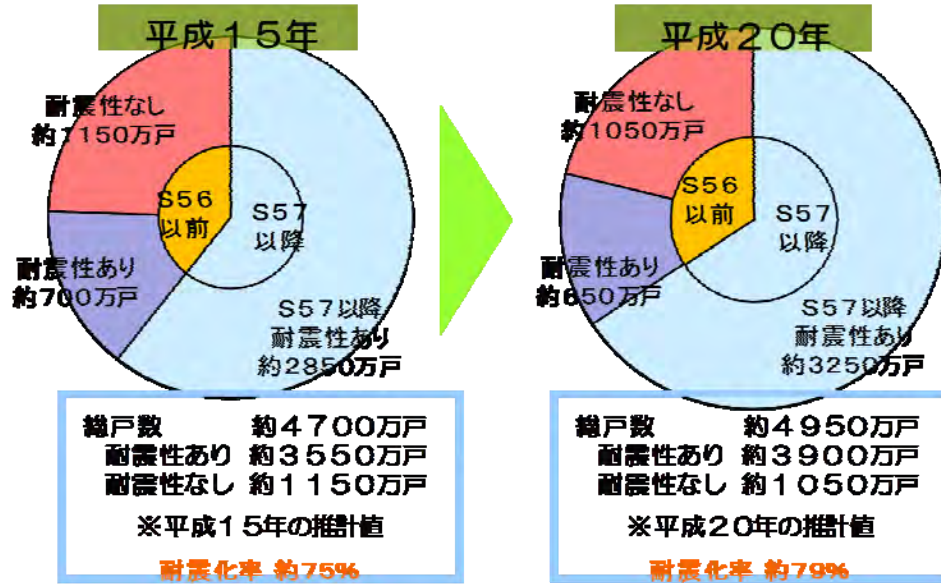 平成15年
耐震性なし
約1150万戸
S56
以前
S57
以降
耐震性あり
約700万戸
S57以降
耐震性あり
約2850万戸
総戸数 約4700万戸
耐震性あり 約3550万戸
耐震性なし 約1150万戸
※平成15年の推計値
耐震化率 約75%
平成20年
耐震性なし
約1050万戸
S56
以前
S57
以降
耐震性あり
約650万戸
S57以降
耐震性あり
約3250万戸
総戸数 約4950万戸
耐震性あり 約3900万戸
耐震性なし 約1050万戸
※平成20年の推計値
耐震化率 約79%